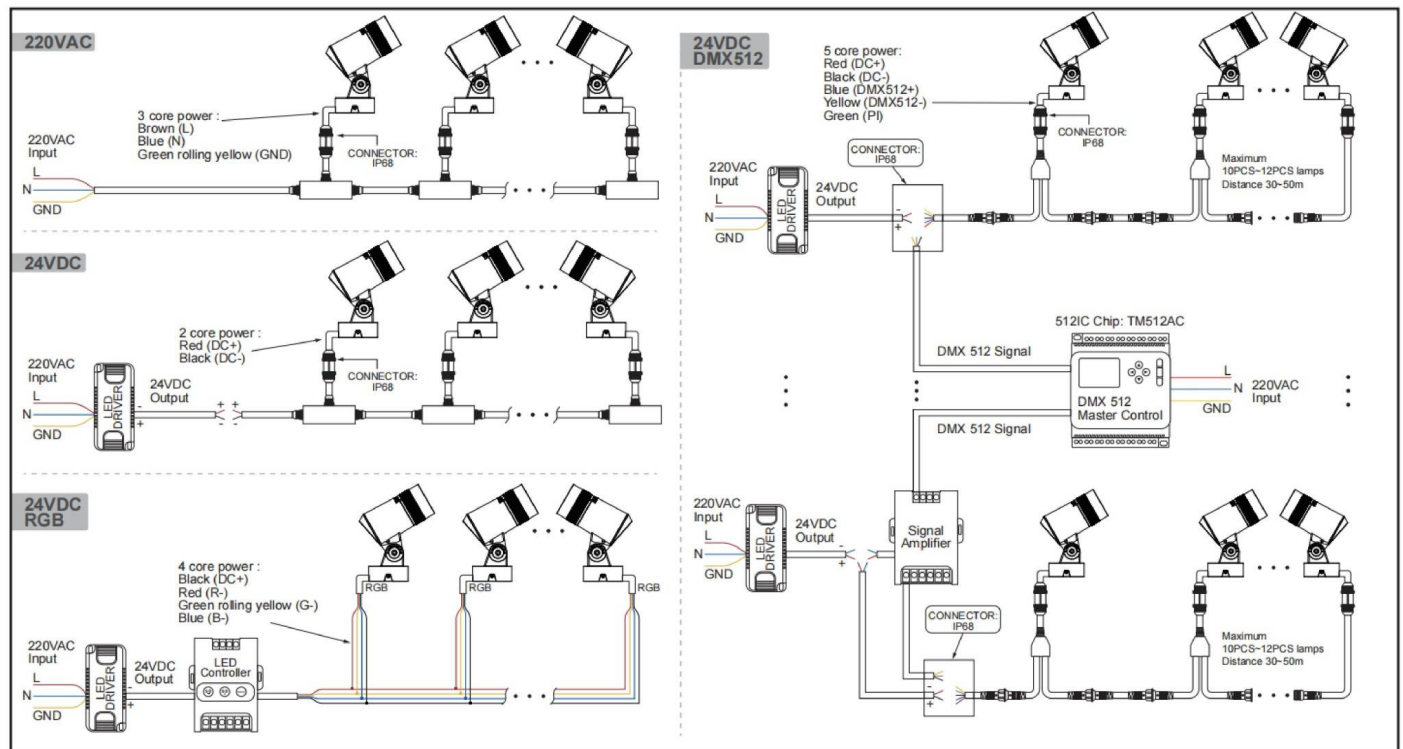 220VAC
3 core power :
Brown (L)
Blue (N)
Green rolling yellow (GND)
CONNECTOR:
IP68
220VAC
Input
L
N
GND
24VDC
2 core power :
Red (DC+)
Black (DC-)
CONNECTOR:
IP68
220VAC
Input
L
N
GND
LED
DRIVER
24VDC
Output
-
+
+ +
- -
24VDC
RGB
4 core power :
Black (DC+)
Red (R-)
Green rolling yellow (G-)
Blue (B-)
RGB
RGB
RGB
220VAC
Input
L
N
GND
LED
DRIVER
24VDC
Output
-
+
LED
Controller
24VDC
DMX512
5 core power:
Red (DC+)
Black (DC-)
Blue (DMX512+)
Yellow (DMX512-)
Green (PI)
CONNECTOR:
IP68
CONNECTOR:
IP68
220VAC
Input
L
N
GND
LED
DRIVER
24VDC
Output
-
+
Maximum
10PCS~12PCS lamps
Distance 30~50m
512IC Chip: TM512AC
DMX 512 Signal
DMX 512
Master Control
L
N
GND
220VAC
Input
DMX 512 Signal
220VAC
Input
L
N
GND
LED
DRIVER
24VDC
Output
-
+
Signal
Amplifier
CONNECTOR:
IP68
-
+
Maximum
10PCS~12PCS lamps
Distance 30~50m